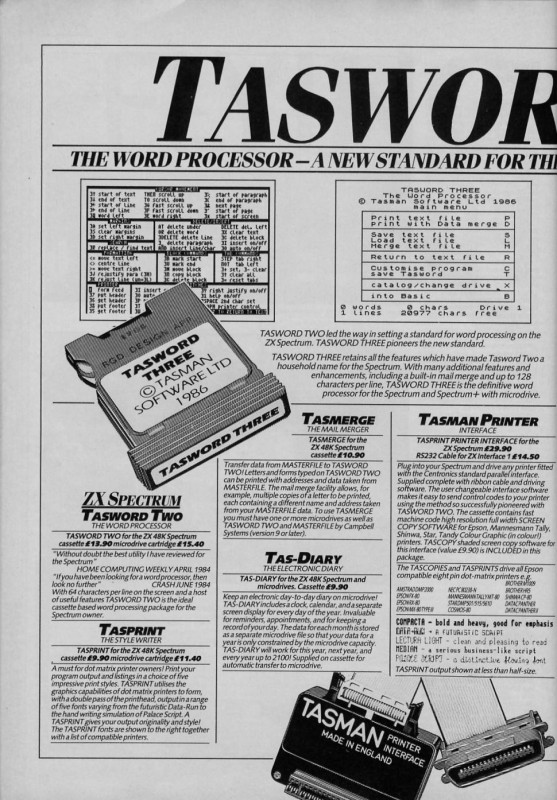 TASWOR
THE WORD PROCESSOR – A NEW STANDARD FOR TH
TASWORD THREE
The Word Processor
© Tasman Software Ltd 1986
main menu
Print text file P
Print with Data merge D
Save text file S
Load text file L
Merge text file M
Return to text file R
Customise program C
save Tasword T
catalog/change drive X
into Basic B
0 words 0 chars Drive 1
1 lines 20977 chars free
RGD DESIGN
TASWORD
THREE
© TASMAN
SOFTWARE LTD
1986
TASWORD THREE
TASWORD TWO led the way in setting a standard for word processing on the
ZX Spectrum. TASWORD THREE pioneers the new standard.
TASWORD THREE retains all the features which have made Tasword Two a
household name for the Spectrum. With many additional features and
enhancements, including a built-in mail merge and up to 128
characters per line, TASWORD THREE is the definitive word
processor for the Spectrum and Spectrum+ with microdrive.
ZX SPECTRUM
TASWORD TWO
THE WORD PROCESSOR
TASWORD TWO for the ZX 48K Spectrum
cassette £13.90 microdrive cartridge £15.40
"Without doubt the best utility I have reviewed for
the Spectrum"
HOME COMPUTING WEEKLY APRIL 1984
"If you have been looking for a word processor, then
look no further" CRASH JUNE 1984
With 64 characters per line on the screen and a host
of useful features TASWORD TWO is the ideal
cassette based word processing package for the
Spectrum owner.
TASPRINT
THE STYLE WRITER
TASPRINT for the ZX 48K Spectrum
cassette £9.90 microdrive cartridge £11.40
A must for dot matrix printer owners! Print your
program output and listings in a choice of five
impressive print styles. TASPRINT utilises the
graphics capabilities of dot matrix printers to form,
with a double pass of the printhead, output in a range
of five fonts varying from the futuristic Data-Run to
the hand writing simulation of Palace Script. A
TASPRINT gives your output originality and style!
The TASPRINT fonts are shown to the right together
with a list of compatible printers.
TASMERGE
THE MAIL MERGER
TASMERGE for the
ZX 48K Spectrum
cassette £10.90
Transfer data from MASTERFILE to TASWORD
TWO! Letters and forms typed on TASWORD TWO
can be printed with addresses and data taken from
MASTERFILE. The mail merge facility allows, for
example, multiple copies of a letter to be printed,
each containing a different name and address taken
from your MASTERFILE data. To use TASMERGE
you must have one or more microdrives as well as
TASWORD TWO and MASTERFILE by Campbell
Systems (version 9 or later).
TAS-DIARY
THE ELECTRONIC DIARY
TAS-DIARY for the ZX 48K Spectrum and
microdrives. Cassette £9.90
Keep an electronic day-to-day diary on microdrive!
TAS-DIARY includes a clock, calendar, and a separate
screen display for every day of the year. Invaluable
for reminders, appointments, and for keeping a
record of your day. The data for each month is stored
as a separate microdrive file so that your data for a
year is only constrained by the microdrive capacity.
TAS-DIARY will work for this year, next year, and
every year up to 2100! Supplied on cassette for
automatic transfer to microdrive.
TASMAN PRINTER
INTERFACE
TASPRINT PRINTER INTERFACE for the
ZX Spectrum £29.90
RS232 Cable for ZX Interface 1 £14.50
Plug into your Spectrum and drive any printer fitted
with the Centronics standard parallel interface.
Supplied complete with ribbon cable and driving
software. The user changeable interface software
makes it easy to send control codes to your printer
using the method so successfully pioneered with
TASWORD TWO. The cassette contains fast
machine code high resolution full width SCREEN
COPY SOFTWARE for Epson, Mannesmann Tally,
Shinwa, Star, Tandy Colour Graphic (in colour!)
printers. TASCOPY shaded screen copy software for
this interface (value £9.90) is INCLUDED in this
package.
The TASCOPIES and TASPRINTS drive all Epson
compatible eight pin dot-matrix printers e.g.
COMPACTA - bold and heavy, good for emphasis
DATA-RUN - A FUTURISTIC SCRIPT
LECTURA LIGHT - clean and pleasing to read
MEDIAN - a serious business-like script
PALACE SCRIPT - a distinctive flowing font
TASPRINT output shown at less than half-size.
TASMAN PRINTER
INTERFACE
MADE IN ENGLAND